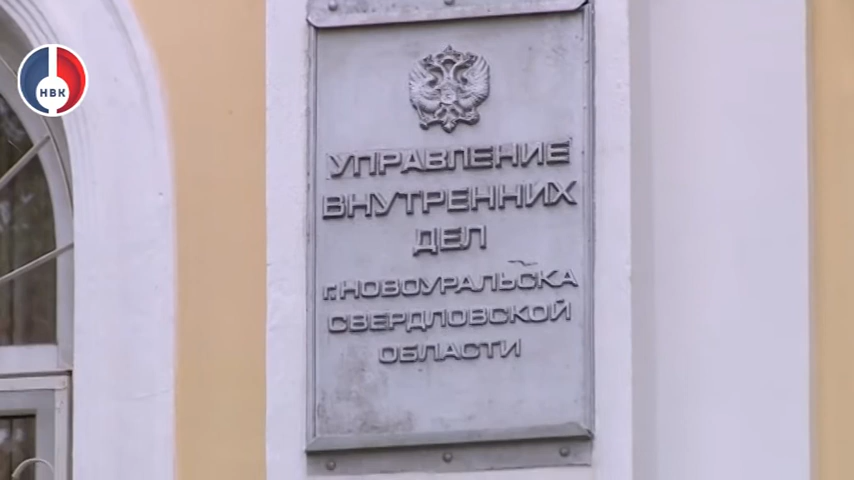 НВК
УПРАВЛЕНИЕ
ВНУТРЕННИХ
ДЕЛ
г. НОВОУРАЛЬСКА
СВЕРДЛОВСКОЙ
ОБЛАСТИ